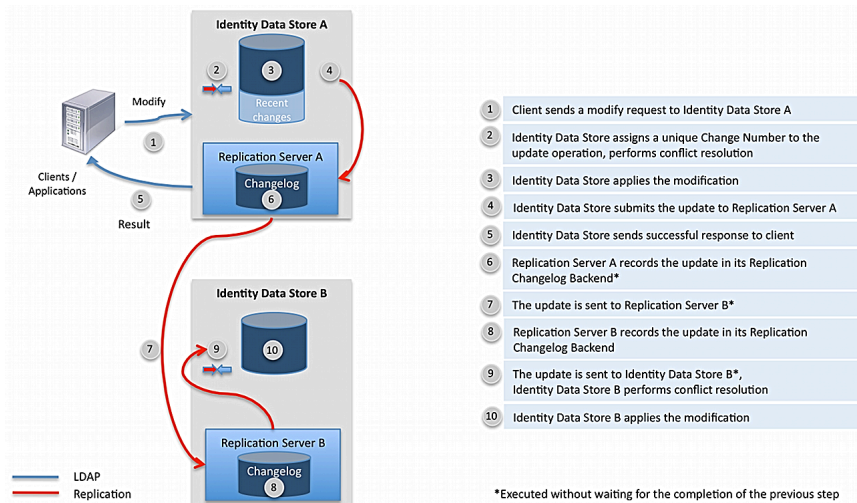 Identity Data Store A
2
3
4
Modify
Recent
changes
1
Replication Server A
Clients /
Applications
Changelog
5
6
Result
Identity Data Store B
7
9
10
Replication Server B
Changelog
8
LDAP
Replication
1 Client sends a modify request to Identity Data Store A
2 Identity Data Store assigns a unique Change Number to the
update operation, performs conflict resolution
3 Identity Data Store applies the modification
4 Identity Data Store submits the update to Replication Server A
5 Identity Data Store sends successful response to client
6 Replication Server A records the update in its Replication
Changelog Backend*
7 The update is sent to Replication Server B*
8 Replication Server B records the update in its Replication
Changelog Backend
9 The update is sent to Identity Data Store B*,
Identity Data Store B performs conflict resolution
10 Identity Data Store B applies the modification
*Executed without waiting for the completion of the previous step